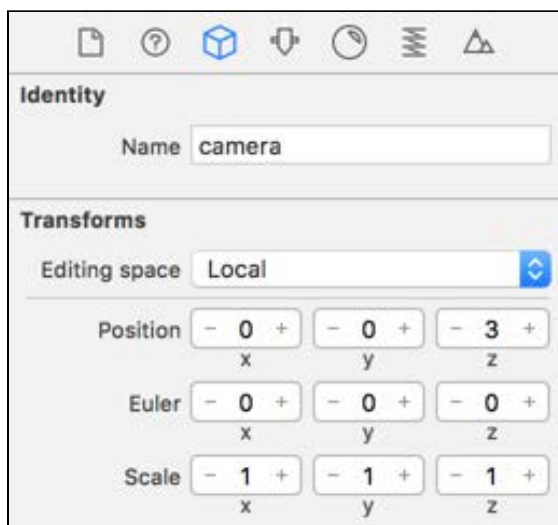 Identity
Name camera
Transforms
Editing space Local
Position - 0 + - 0 + - 3 +
x y z
Euler - 0 + - 0 + - 0 +
x y z
Scale - 1 + - 1 + - 1 +
x y z